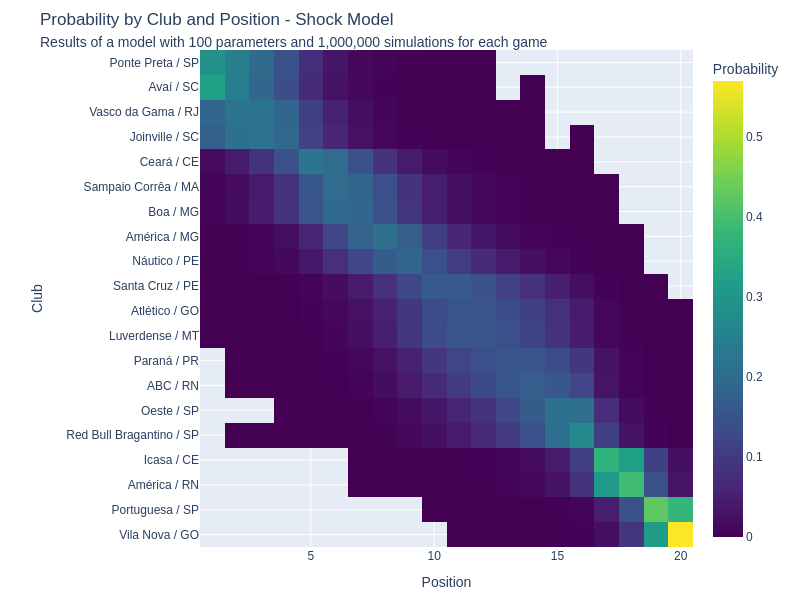 Probability by Club and Position - Shock Model
Results of a model with 100 parameters and 1,000,000 simulations for each game
Probability
Ponte Preta / SP
Avaí / SC
Vasco da Gama / RJ
Joinville / SC
Ceará / CE
Sampaio Corrêa / MA
Boa / MG
América / MG
Náutico / PE
Santa Cruz / PE
Atlético / GO
Luverdense / MT
Paraná / PR
ABC / RN
Oeste / SP
Red Bull Bragantino / SP
Icasa / CE
América / RN
Portuguesa / SP
Vila Nova / GO
Club
5
10
15
20
Position
0.5
0.4
0.3
0.2
0.1
0